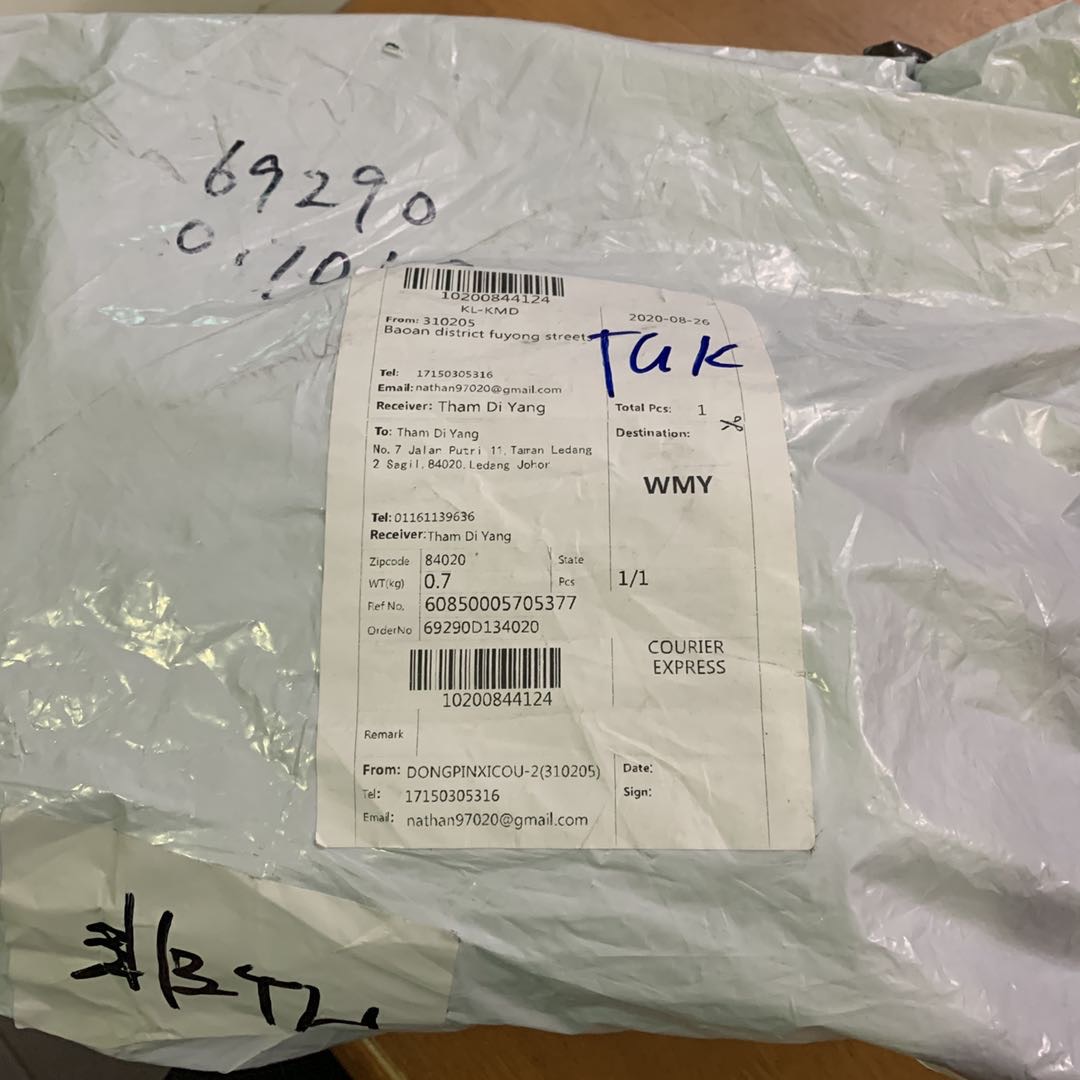 69290
10200844124
KL-KMD
From: 310205
Baoan district fuyong streets
2020-08-26
Tak
Tel: 17150305316
Email: nathan97020@gmail.com
Receiver: Tham Di Yang
Total Pcs: 1
To: Tham Di Yang
No. 7 Jalan Putri 11, Taman Ledang
2 Sagil, 84020, Ledang Johor
Destination:
WMY
Tel: 01161139636
Receiver: Tham Di Yang
Zipcode 84020 State
WT(kg) 0.7 Pcs 1/1
Ref No. 60850005705377
OrderNo 69290D134020
COURIER
EXPRESS
10200844124
Remark
From: DONGPINXICOU-2(310205)
Date:
Tel: 17150305316
Sign:
Email: nathan97020@gmail.com